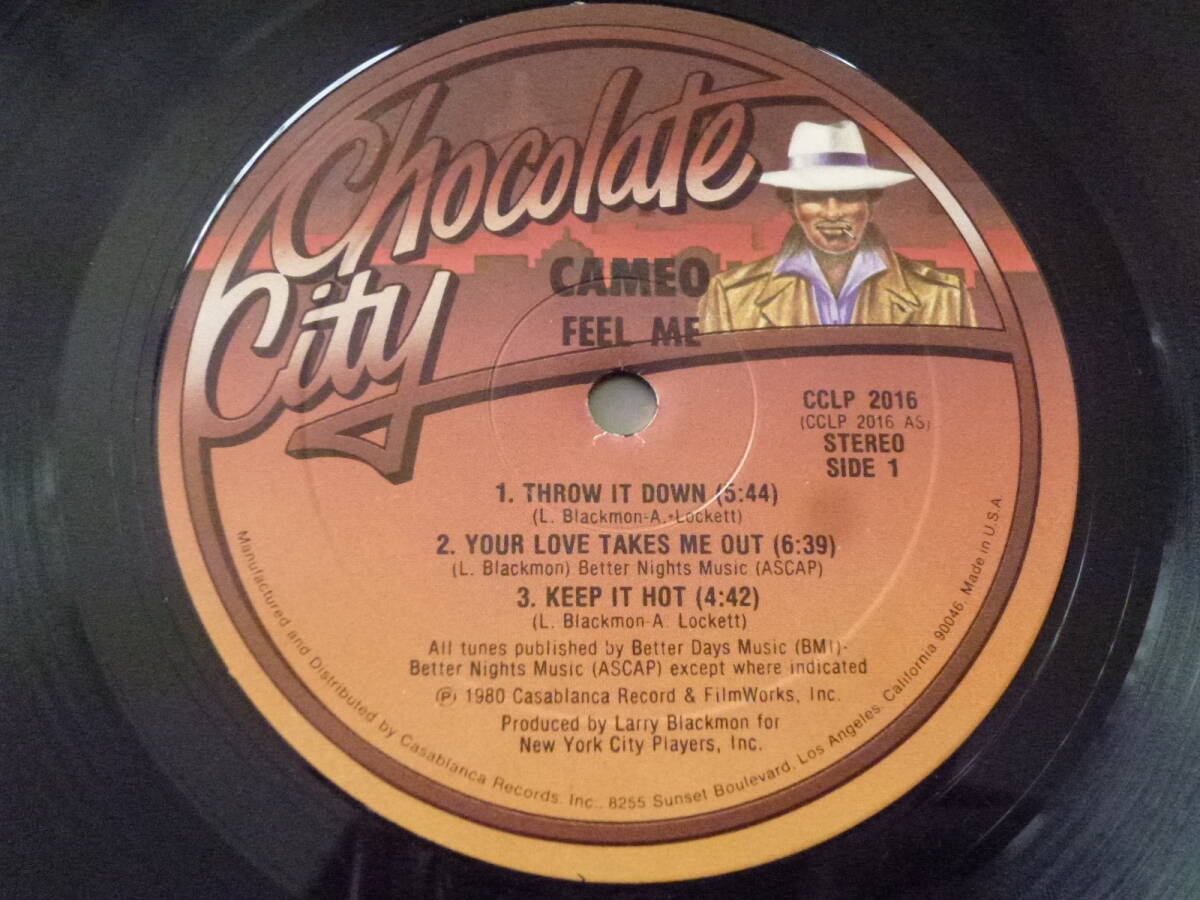 Chocolate
City
CAMEO
FEEL ME
CCLP 2016
(CCLP 2016 AS)
STEREO
SIDE 1
1. THROW IT DOWN (5:44)
(L. Blackmon-A. Lockett)
2. YOUR LOVE TAKES ME OUT (6:39)
(L. Blackmon) Better Nights Music (ASCAP)
3. KEEP IT HOT (4:42)
(L. Blackmon-A. Lockett)
All tunes published by Better Days Music (BMI)-
Better Nights Music (ASCAP) except where indicated
℗ 1980 Casablanca Record & FilmWorks, Inc.
Produced by Larry Blackmon for
New York City Players, Inc.
Manufactured and Distributed by Casablanca Records, Inc., 8255 Sunset Boulevard, Los Angeles, California 90046. Made in U.S.A.